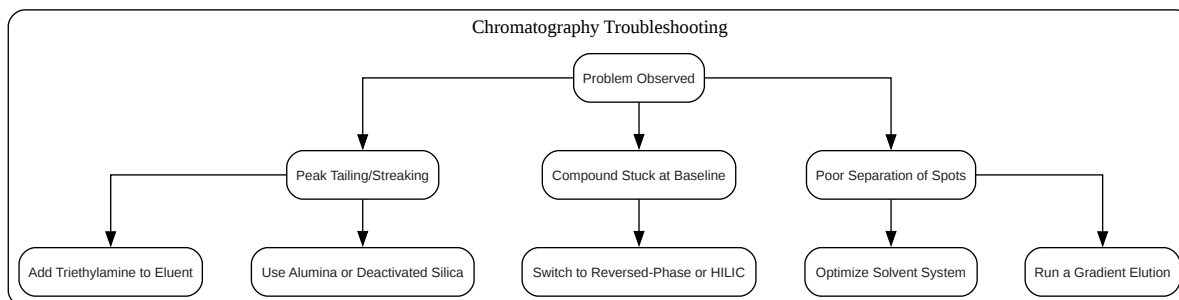 Chromatography Troubleshooting
Problem Observed
Peak Tailing/Streaking
Compound Stuck at Baseline
Poor Separation of Spots
Add Triethylamine to Eluent
Use Alumina or Deactivated Silica
Switch to Reversed-Phase or HILIC
Optimize Solvent System
Run a Gradient Elution